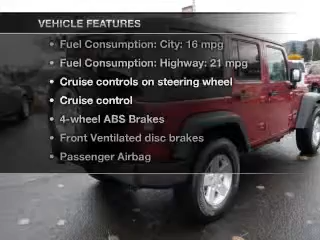 VEHICLE FEATURES
• Fuel Consumption: City: 16 mpg
• Fuel Consumption: Highway: 21 mpg
• Cruise controls on steering wheel
• Cruise control
• 4-wheel ABS Brakes
• Front Ventilated disc brakes
• Passenger Airbag